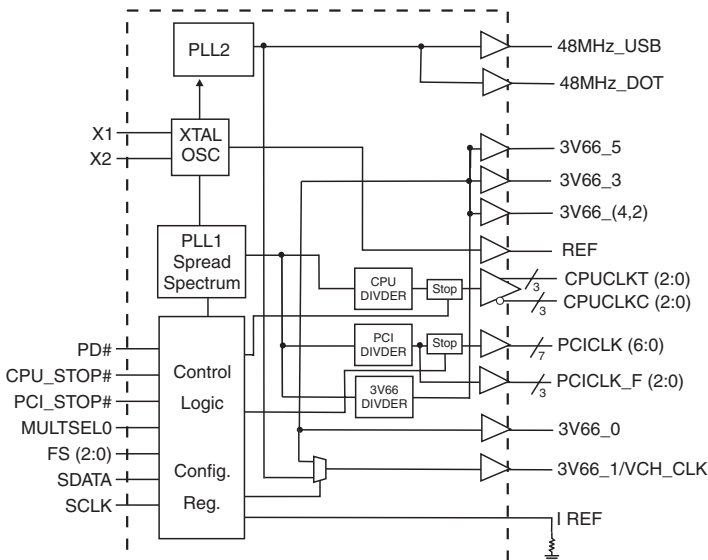 PLL2
48MHz_USB
48MHz_DOT
X1
X2
XTAL
OSC
3V66_5
3V66_3
3V66_(4,2)
REF
PLL1
Spread
Spectrum
CPU
DIVDER
Stop
3
CPUCLKT (2:0)
3
CPUCLKC (2:0)
PCI
DIVDER
Stop
7
PCICLK (6:0)
3
PCICLK_F (2:0)
3V66
DIVDER
PD#
CPU_STOP#
PCI_STOP#
MULTSEL0
FS (2:0)
SDATA
SCLK
Control
Logic
Config.
Reg.
3V66_0
3V66_1/VCH_CLK
I REF